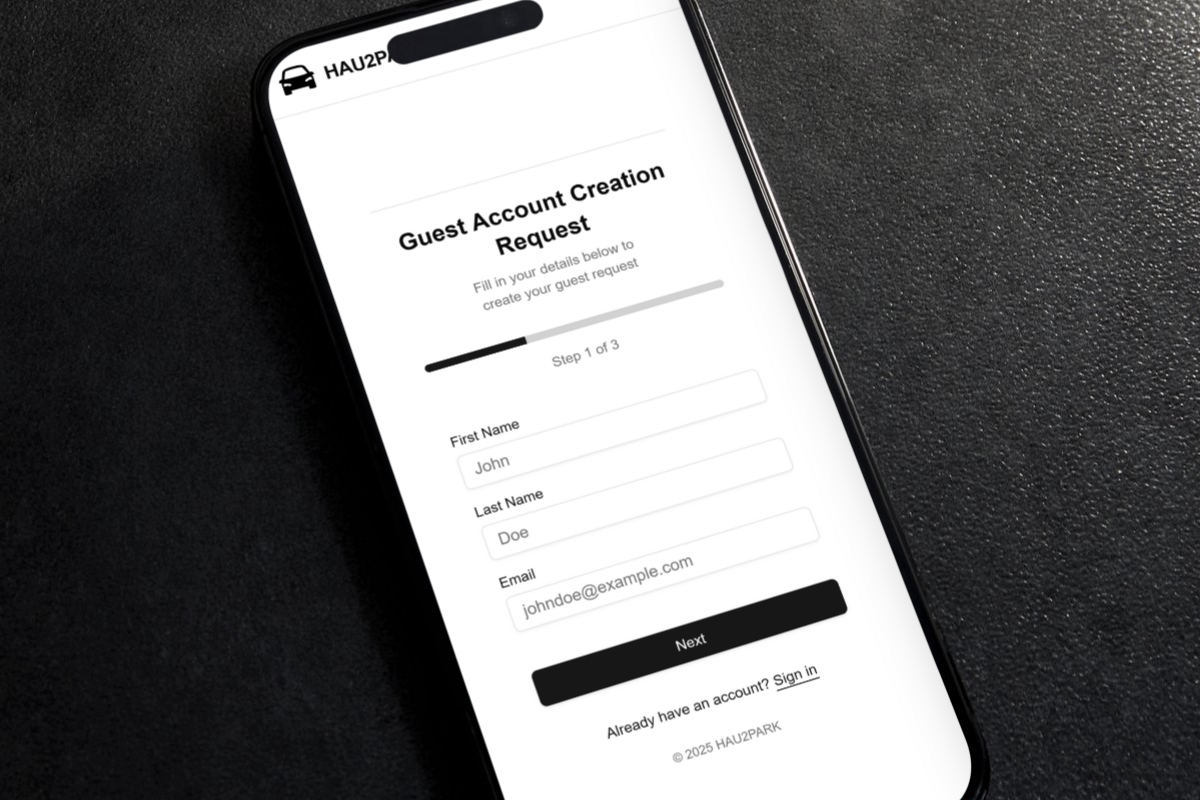 HAU2PA
Guest Account Creation
Request
Fill in your details below to
create your guest request
Step 1 of 3
First Name
John
Last Name
Doe
Email
johndoe@example.com
Next
Already have an account? Sign in
© 2025 HAU2PARK